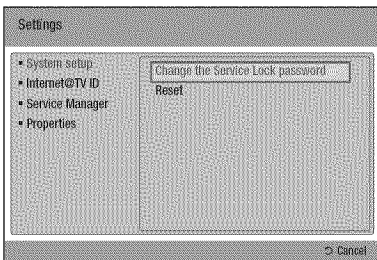 Settings
▪ System setup
▪ Internet@TV ID
▪ Service Manager
▪ Properties
Change the Service Lock password
Reset
⮌ Cancel